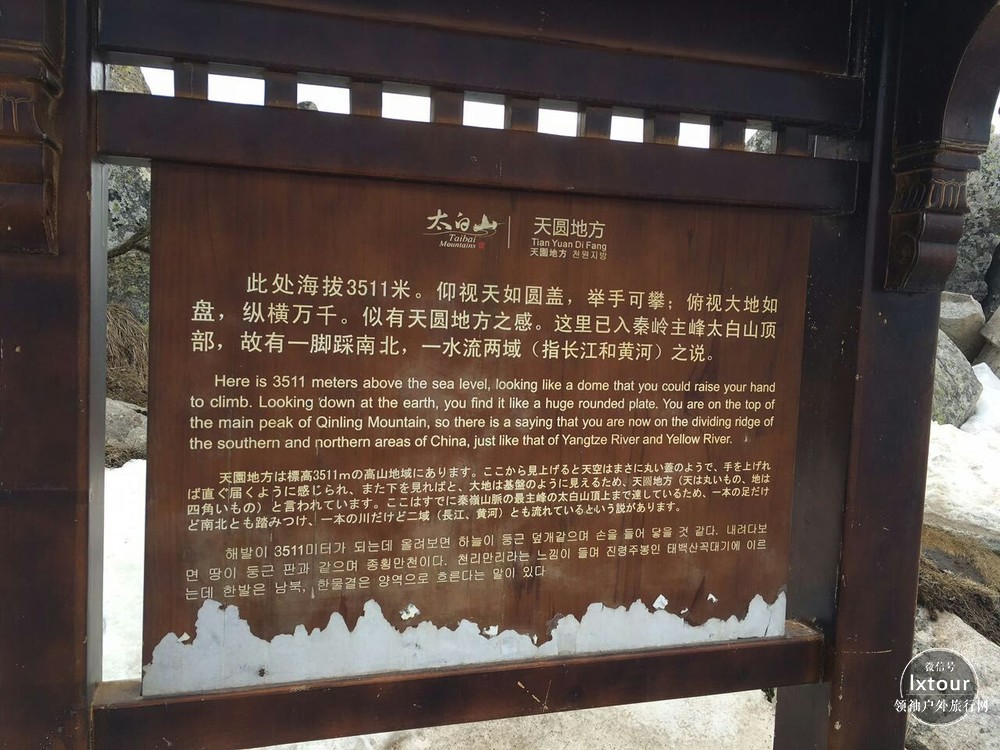 太白山
Taibai
Mountains
天圆地方
Tian Yuan Di Fang
天圓地方 천원지방
此处海拔3511米。仰视天如圆盖，举手可攀；俯视大地如
盘，纵横万千。似有天圆地方之感。这里已入秦岭主峰太白山顶
部，故有一脚踩南北，一水流两域（指长江和黄河）之说。
Here is 3511 meters above the sea level, looking like a dome that you could raise your hand
to climb. Looking down at the earth, you find it like a huge rounded plate. You are on the top of
the main peak of Qinling Mountain, so there is a saying that you are now on the dividing ridge of
the southern and northern areas of China, just like that of Yangtze River and Yellow River.
天圓地方は標高3511mの高山地域にあります。ここから見上げると天空はまさに丸い蓋のようで、手を上げれ
ば直ぐ届くように感じられ、また下を見ればと、大地は基盤のように見えるため、天圓地方（天は丸いもの、地は
四角いもの）と言われています。ここはすでに秦嶺山脈の最主峰の太白山頂上まで達しているため、一本の足だけ
ど南北とも踏みつけ、一本の川だけど二域（長江、黄河）とも流れているという説があります。
해발이 3511미터가 되는데 올려보면 하늘이 둥근 덮개같으며 손을 들어 닿을 것 같다. 내려다보
면 땅이 둥근 판과 같으며 종횡만천이다. 천리만리라는 느낌이 들며 진령주봉인 태백산꼭대기에 이르
는데 한발은 남북, 한물결은 양역으로 흐른다는 말이 있다
微信号
lxtour
领袖户外旅行网